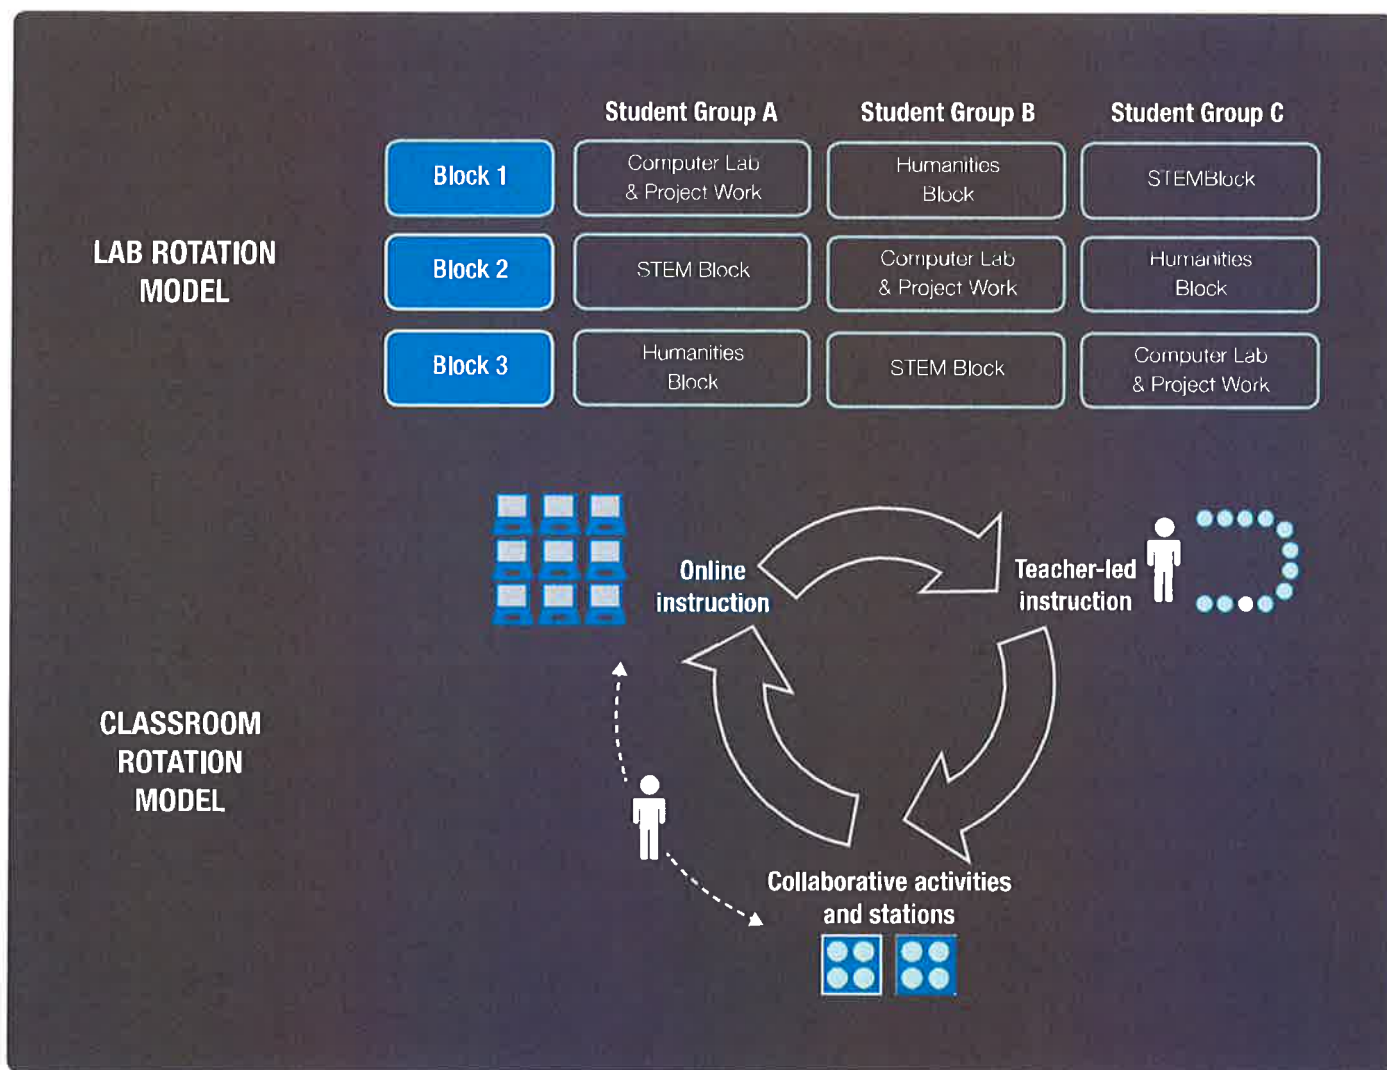 Student Group A
Student Group B
Student Group C
Block 1
Computer Lab
& Project Work
Humanities
Block
STEMBlock
LAB ROTATION
MODEL
Block 2
STEM Block
Computer Lab
& Project Work
Humanities
Block
Block 3
Humanities
Block
STEM Block
Computer Lab
& Project Work
Online
instruction
Teacher-led
instruction
CLASSROOM
ROTATION
MODEL
Collaborative activities
and stations